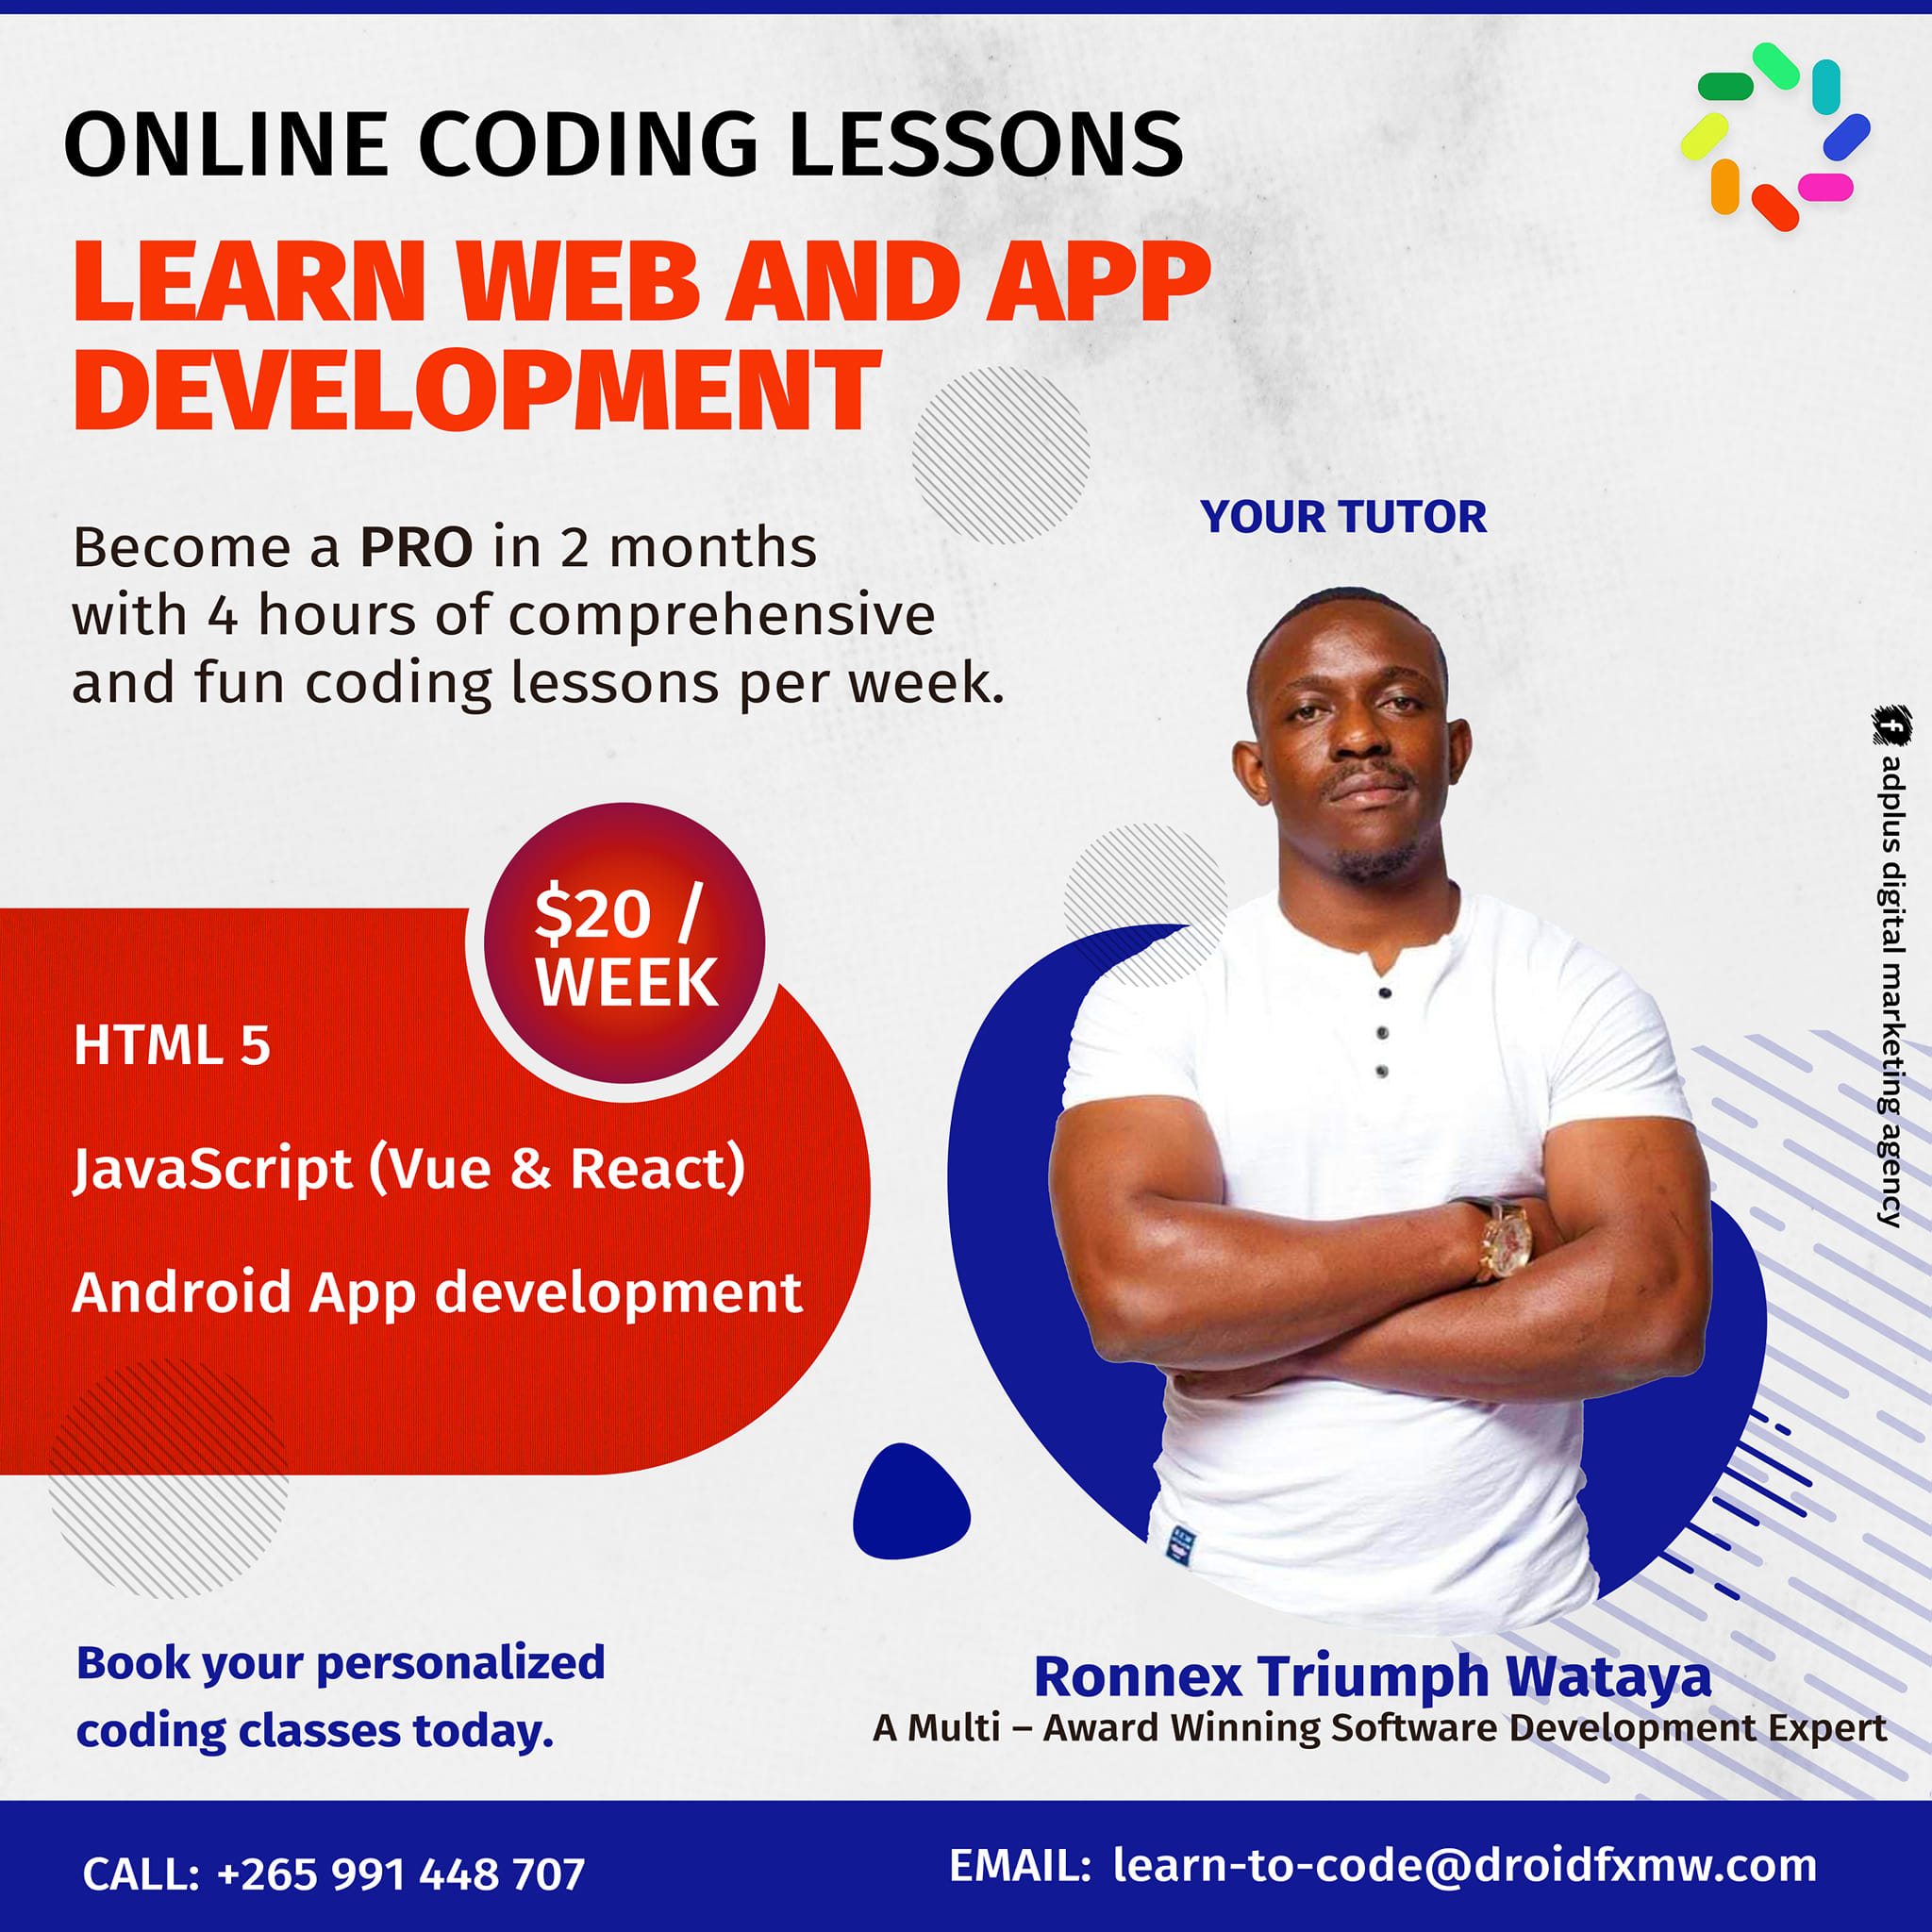 ONLINE CODING LESSONS
LEARN WEB AND APP
DEVELOPMENT
Become a PRO in 2 months
with 4 hours of comprehensive
and fun coding lessons per week.
YOUR TUTOR
$20 /
WEEK
HTML 5
JavaScript (Vue & React)
Android App development
f adplus digital marketing agency
Book your personalized
coding classes today.
Ronnex Triumph Wataya
A Multi – Award Winning Software Development Expert
CALL: +265 991 448 707
EMAIL: learn-to-code@droidfxmw.com